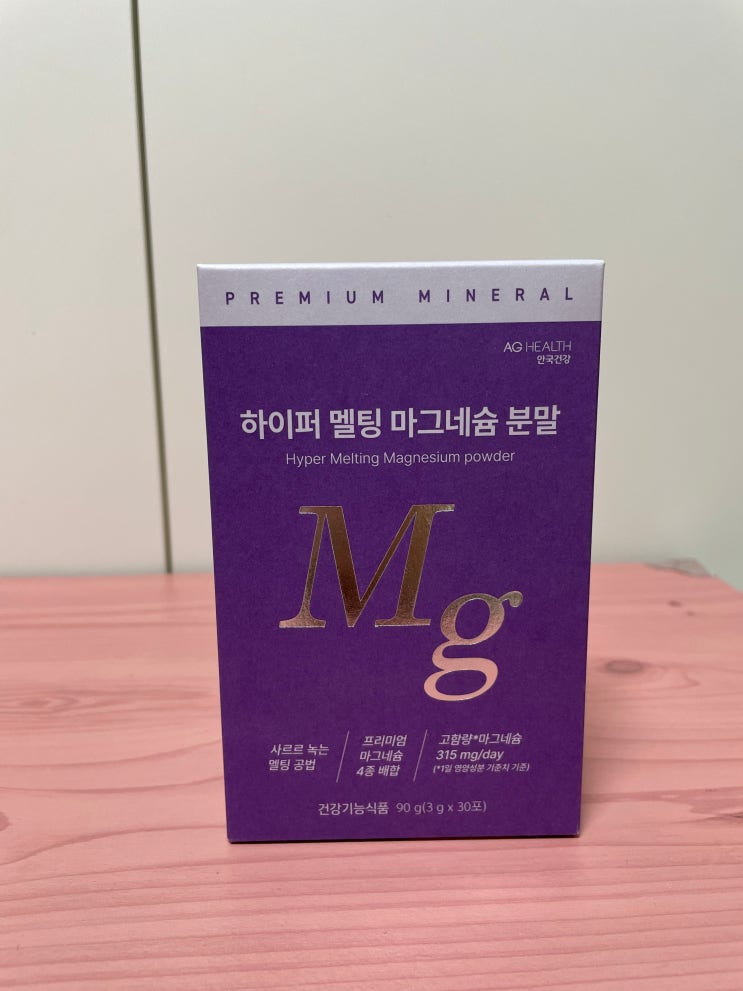 PREMIUM MINERAL
AG HEALTH
안국건강
하이퍼 멜팅 마그네슘 분말
Hyper Melting Magnesium powder
Mg
사르르 녹는
멜팅 공법
프리미엄
마그네슘
4종 배합
고함량*마그네슘
315 mg/day
(*1일 영양성분 기준치 기준)
건강기능식품 90 g(3 g x 30포)